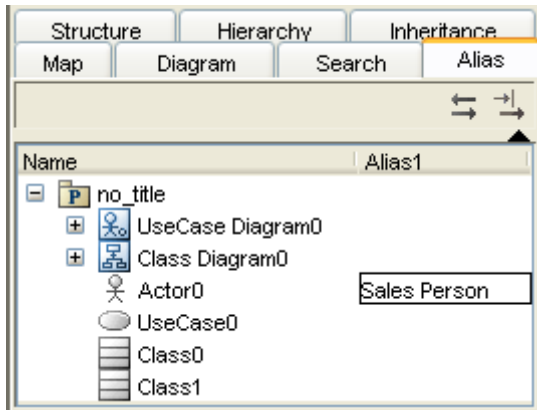 Structure Hierarchy Inheritance
Map Diagram Search Alias
Name Alias1
P no_title
UseCase Diagram0
Class Diagram0
Actor0 Sales Person
UseCase0
Class0
Class1